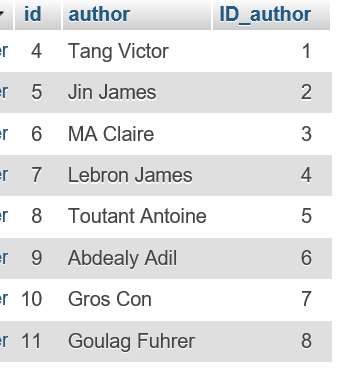 id author ID_author
er 4 Tang Victor 1
er 5 Jin James 2
er 6 MA Claire 3
er 7 Lebron James 4
er 8 Toutant Antoine 5
er 9 Abdealy Adil 6
er 10 Gros Con 7
er 11 Goulag Fuhrer 8